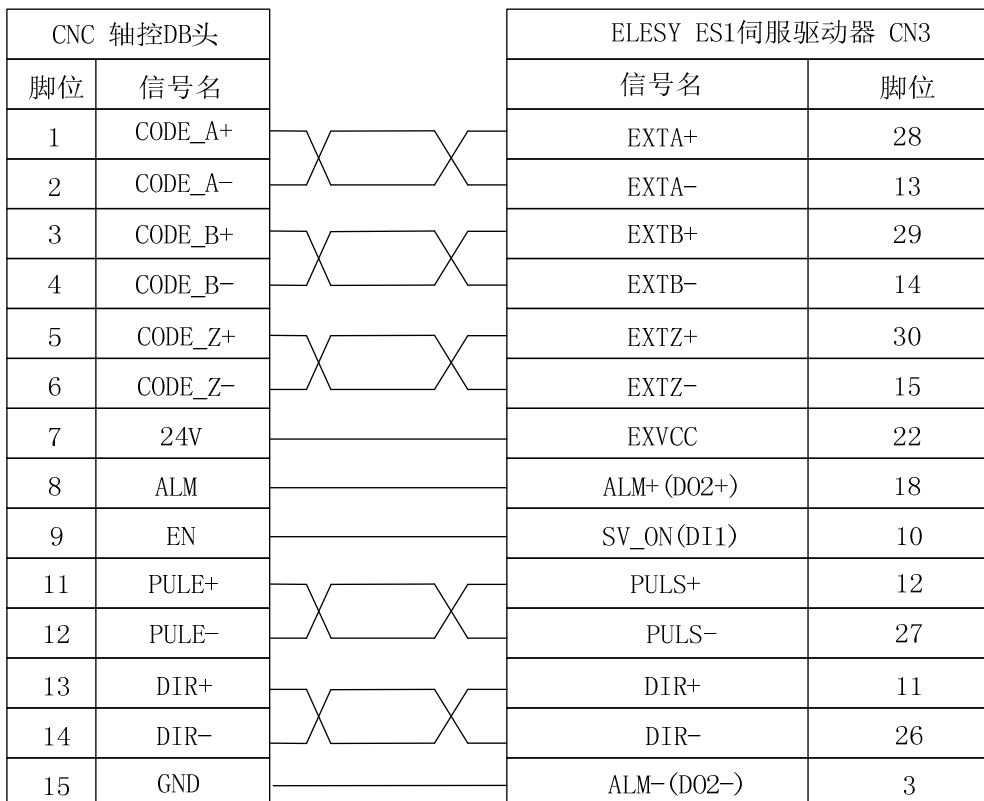 CNC 轴控DB头 ELESY ES1伺服驱动器 CN3
脚位 信号名 信号名 脚位
1 CODE_A+ EXTA+ 28
2 CODE_A- EXTA- 13
3 CODE_B+ EXTB+ 29
4 CODE_B- EXTB- 14
5 CODE_Z+ EXTZ+ 30
6 CODE_Z- EXTZ- 15
7 24V EXVCC 22
8 ALM ALM+(DO2+) 18
9 EN SV_ON(DI1) 10
11 PULE+ PULS+ 12
12 PULE- PULS- 27
13 DIR+ DIR+ 11
14 DIR- DIR- 26
15 GND ALM-(DO2-) 3